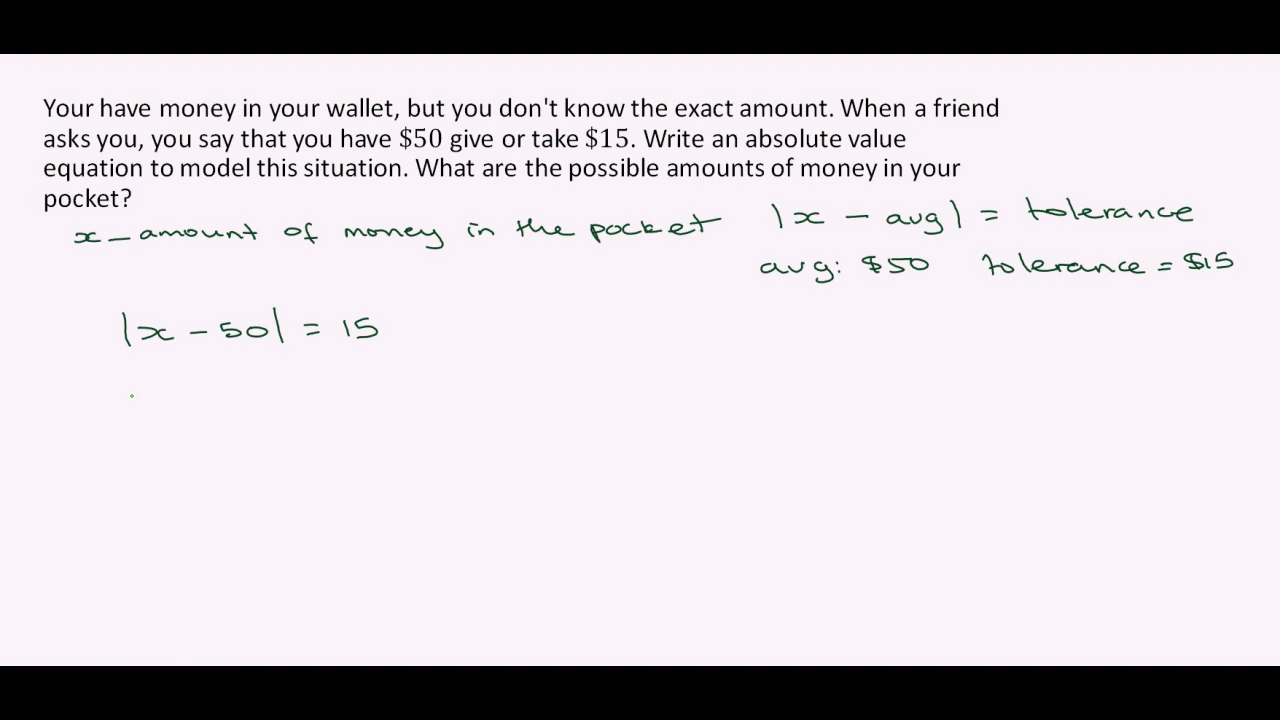 Your have money in your wallet, but you don't know the exact amount. When a friend
asks you, you say that you have $50 give or take $15. Write an absolute value
equation to model this situation. What are the possible amounts of money in your
pocket?
x - amount of money in the pocket
|x - avg| = tolerance
avg: $50 tolerance = $15
|x - 50| = 15